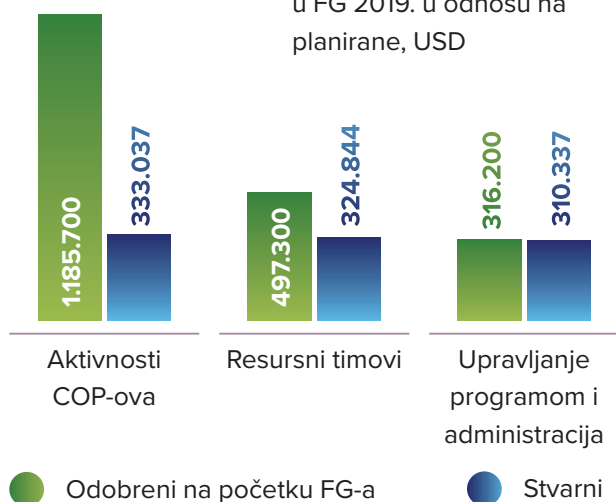 u FG 2019. u odnosu na
planirane, USD
1.185.700
333.037
497.300
324.844
316.200
310.337
Aktivnosti
COP-ova
Resursni timovi
Upravljanje
programom i
administracija
Odobreni na početku FG-a
Stvarni